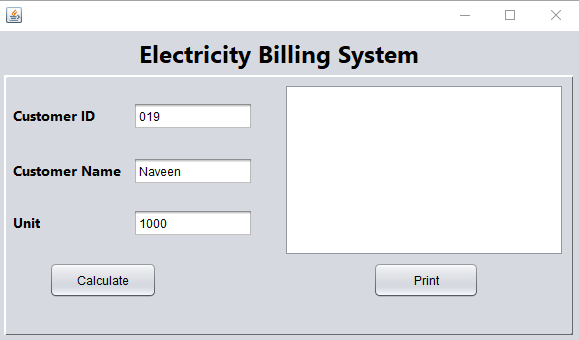 Electricity Billing System
Customer ID 019
Customer Name Naveen
Unit 1000
Calculate Print